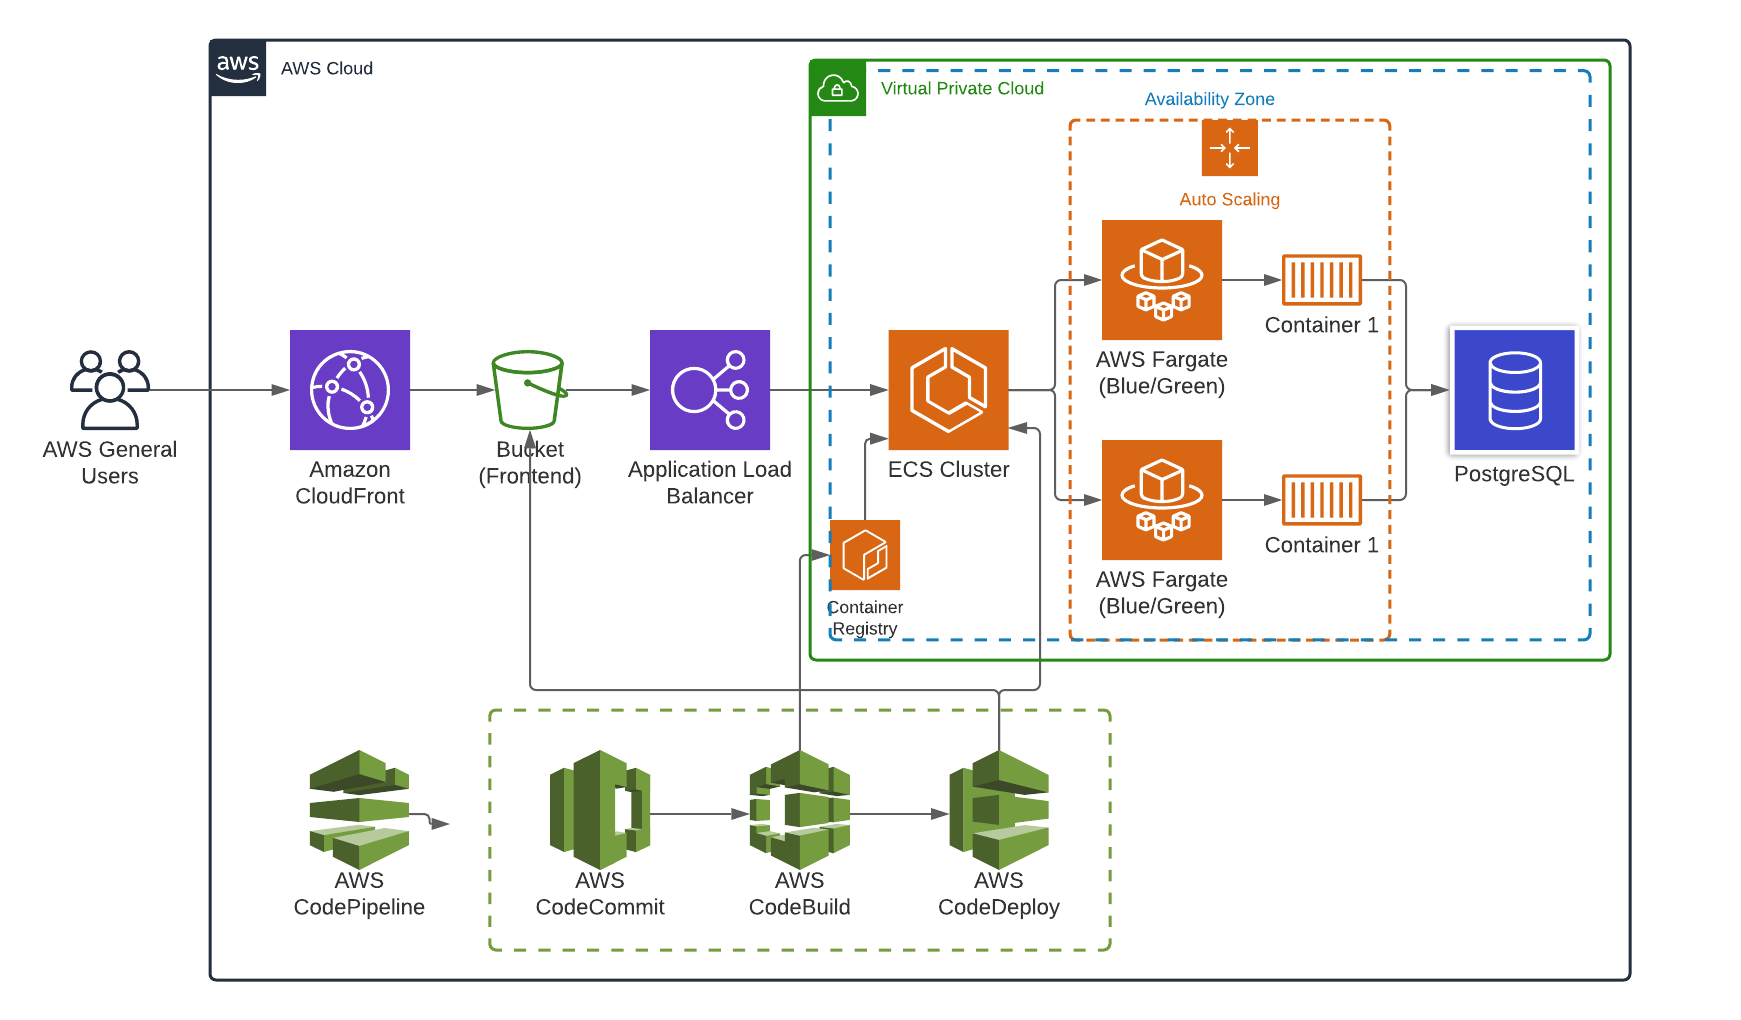 aws
AWS Cloud
Virtual Private Cloud
Availability Zone
Auto Scaling
AWS Fargate
(Blue/Green)
Container 1
AWS General
Users
Amazon
CloudFront
Bucket
(Frontend)
Application Load
Balancer
ECS Cluster
PostgreSQL
AWS Fargate
(Blue/Green)
Container 1
Container
Registry
AWS
CodePipeline
AWS
CodeCommit
AWS
CodeBuild
AWS
CodeDeploy